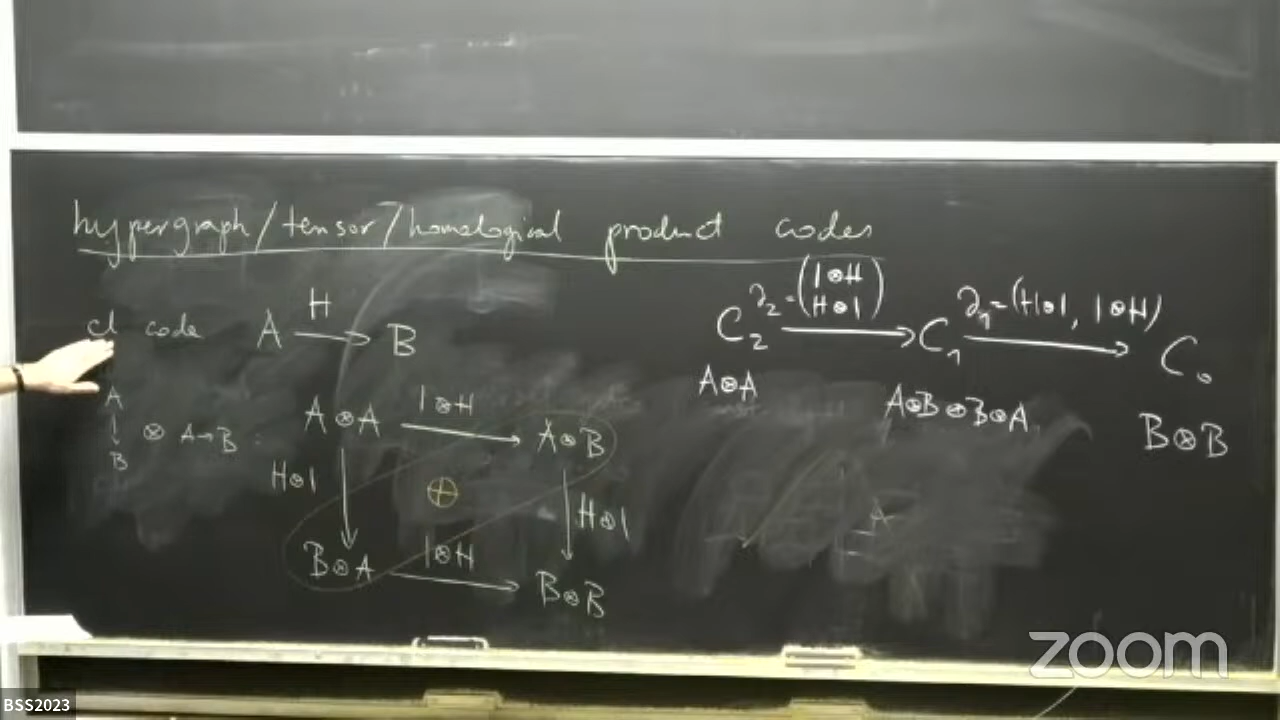 hypergraph/tensor/homological product codes
cl code A H→ B
A ↓ B ⊗ A→B :
A⊗A 1⊗H → A⊗B
H⊗1 ⊕ H⊗1
B⊗A 1⊗H → B⊗B
C₂ ∂₂=(1⊗H H⊗1) → C₁ ∂₁=(H⊗1, 1⊗H) → C₀
A⊗A A⊗B⊕B⊗A B⊗B
zoom
BSS2023